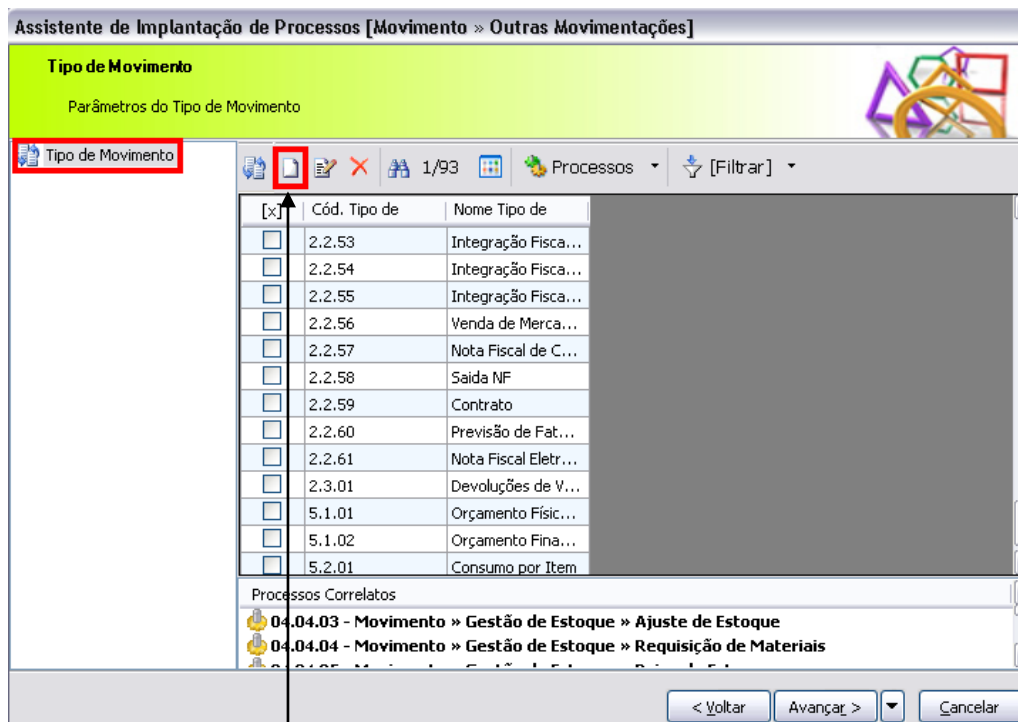 Assistente de Implantação de Processos [Movimento » Outras Movimentações]
Tipo de Movimento
Parâmetros do Tipo de Movimento
Tipo de Movimento
1/93 Processos [Filtrar]
[x] Cód. Tipo de Nome Tipo de
2.2.53 Integração Fisca...
2.2.54 Integração Fisca...
2.2.55 Integração Fisca...
2.2.56 Venda de Merca...
2.2.57 Nota Fiscal de C...
2.2.58 Saida NF
2.2.59 Contrato
2.2.60 Previsão de Fat...
2.2.61 Nota Fiscal Eletr...
2.3.01 Devoluções de V...
5.1.01 Orçamento Físic...
5.1.02 Orçamento Fina...
5.2.01 Consumo por Item
Processos Correlatos
04.04.03 - Movimento » Gestão de Estoque » Ajuste de Estoque
04.04.04 - Movimento » Gestão de Estoque » Requisição de Materiais
< Voltar Avançar > Cancelar